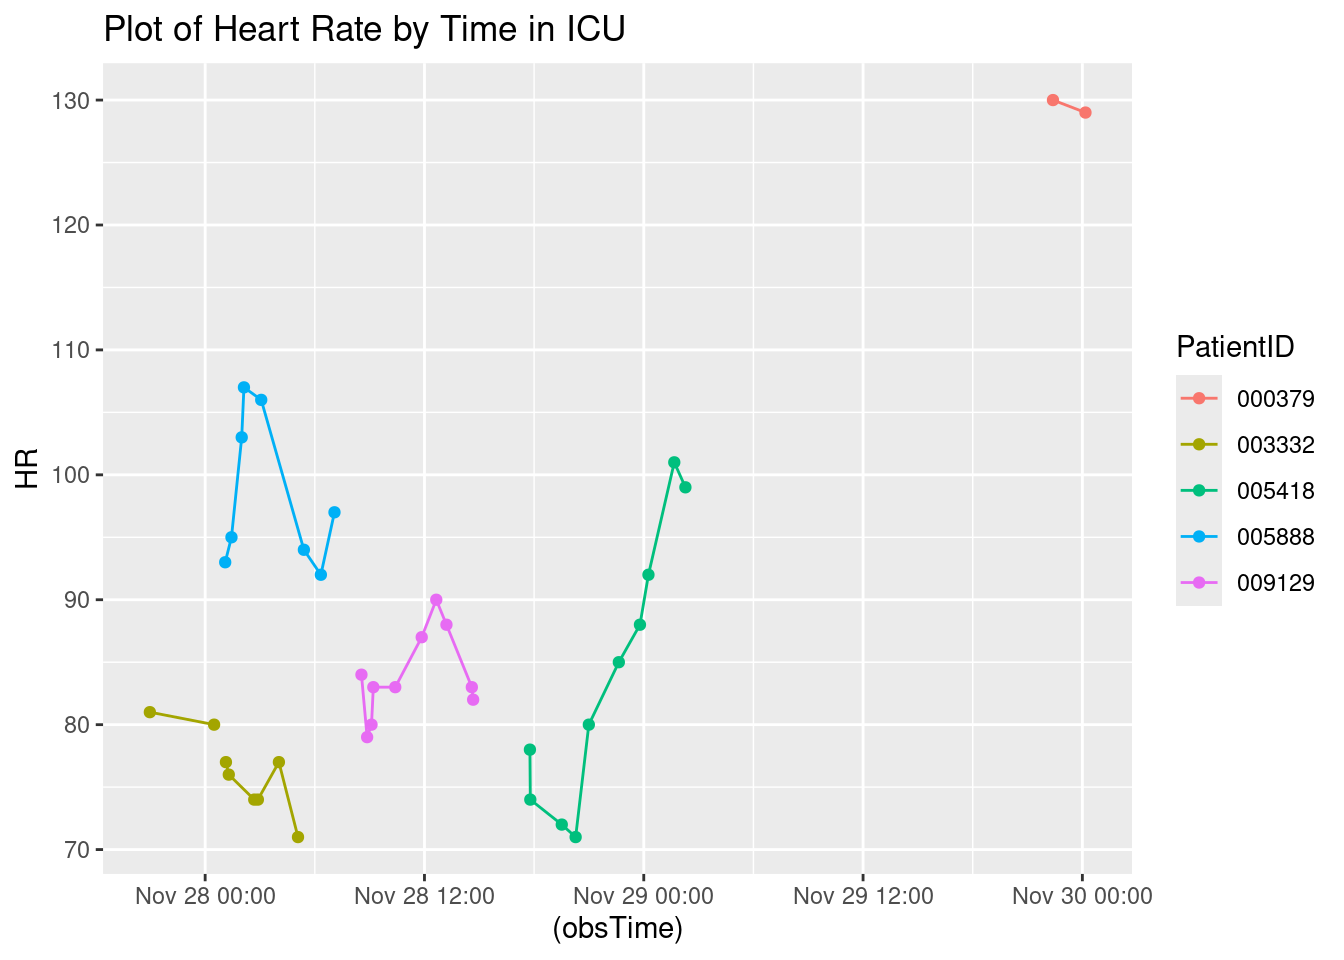 Plot of Heart Rate by Time in ICU
HR
130
120
110
100
90
80
70
Nov 28 00:00
Nov 28 12:00
Nov 29 00:00
Nov 29 12:00
Nov 30 00:00
(obsTime)
PatientID
000379
003332
005418
005888
009129